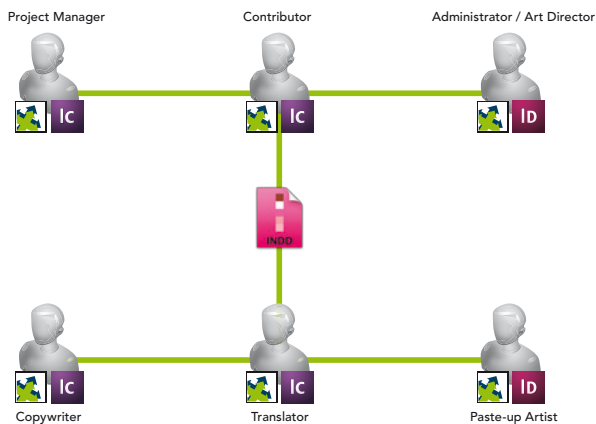 Project Manager
Contributor
Administrator / Art Director
Ic
Ic
ID
INDD
Ic
Ic
ID
Copywriter
Translator
Paste-up Artist